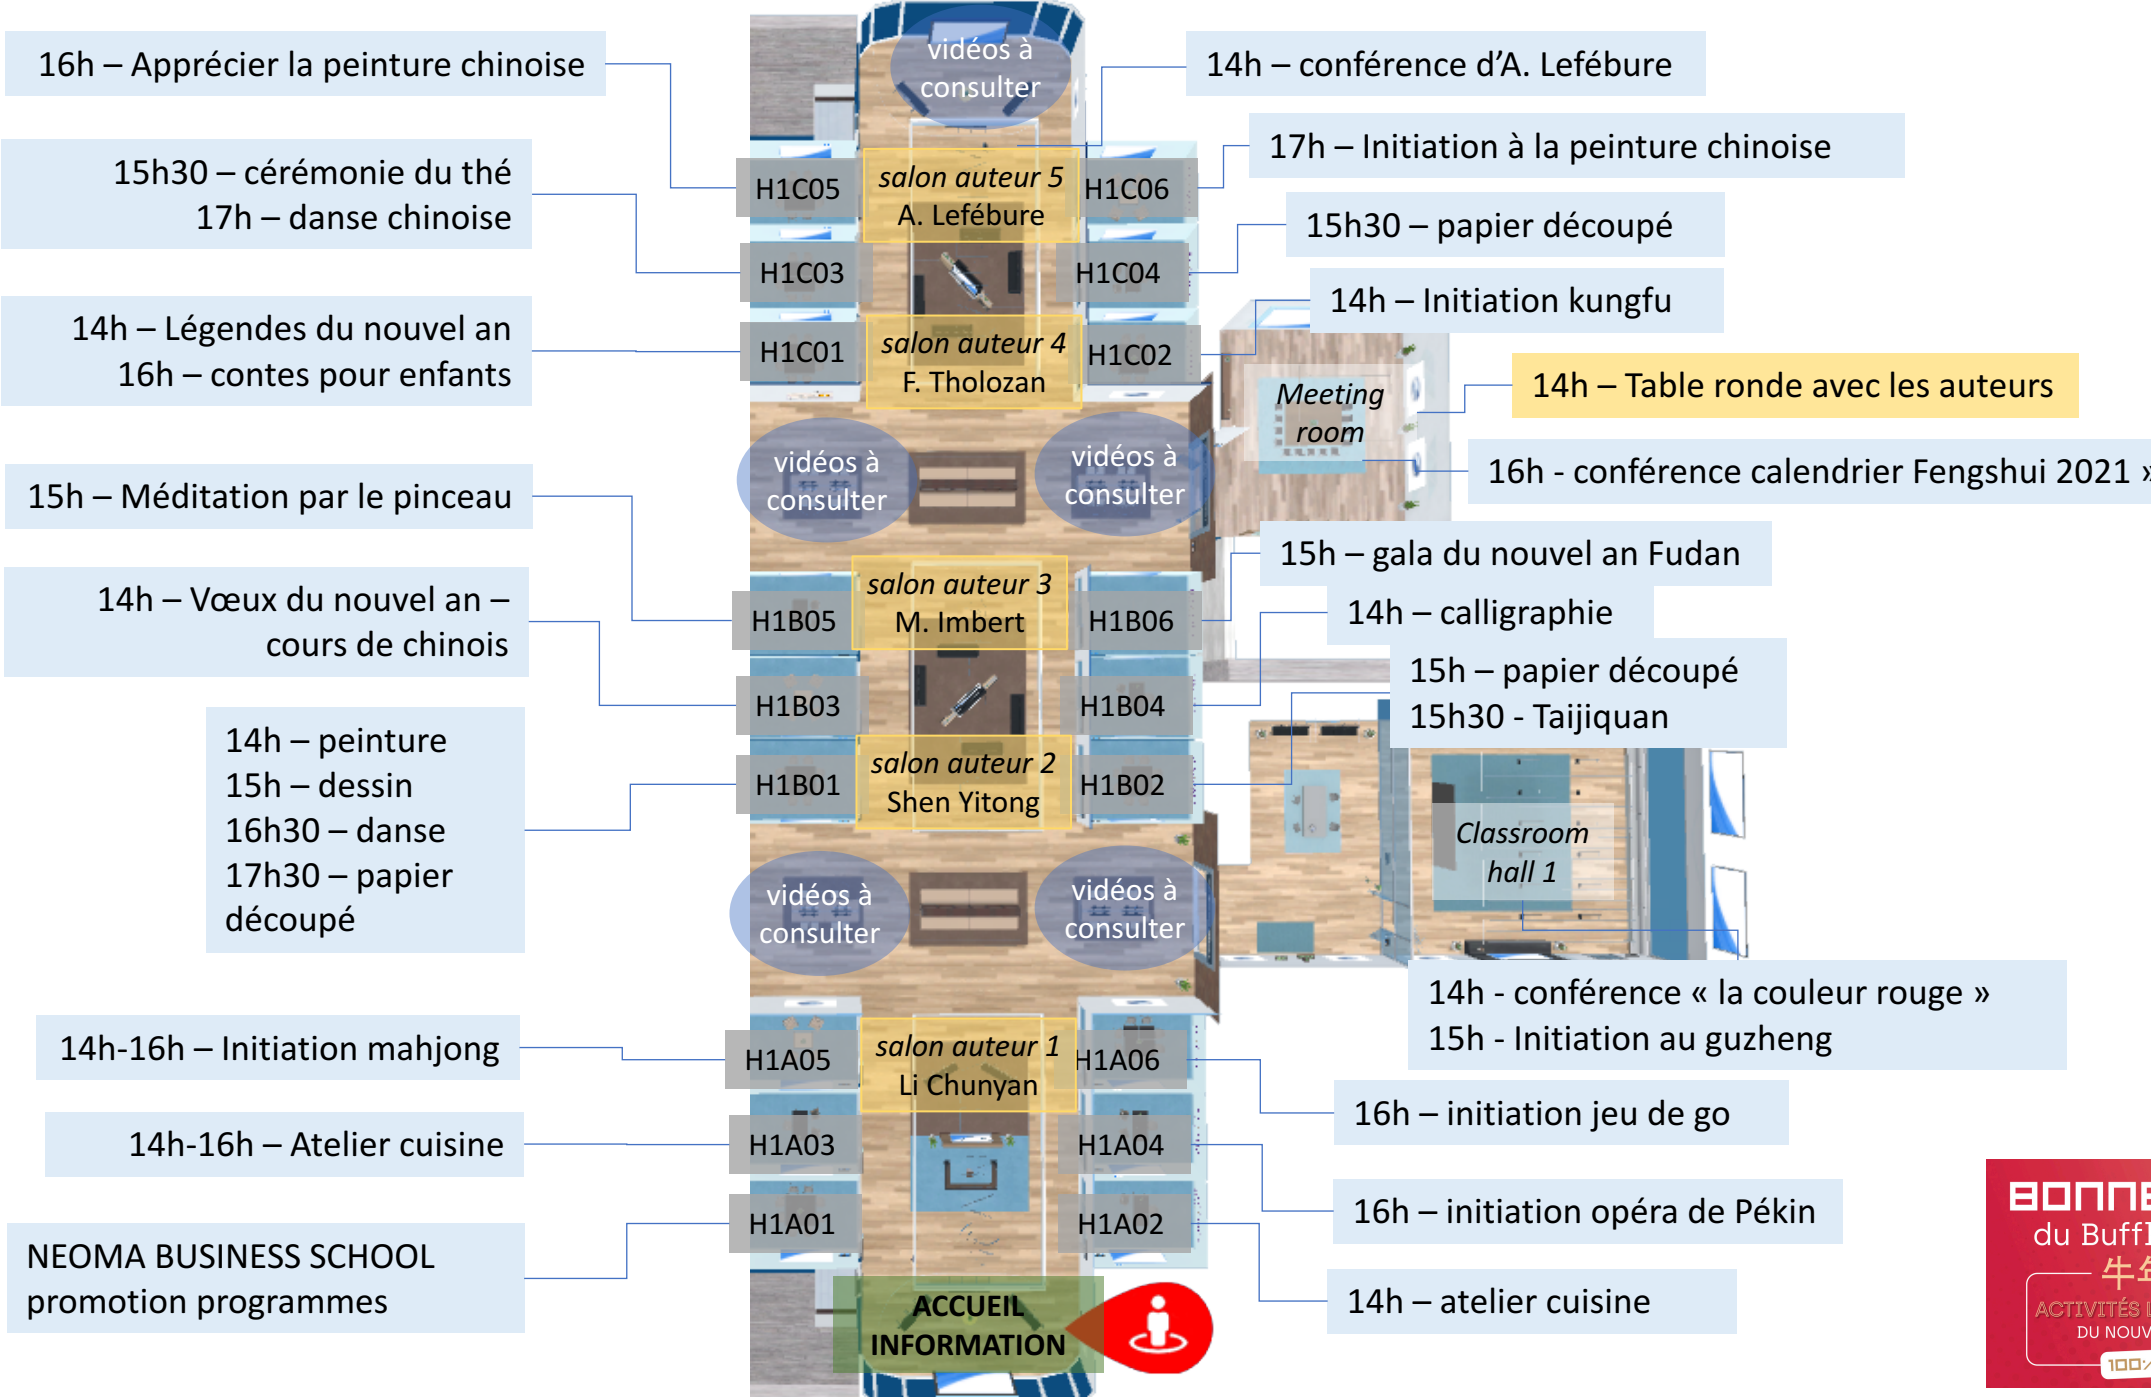 16h – Apprécier la peinture chinoise
15h30 – cérémonie du thé
17h – danse chinoise
14h – Légendes du nouvel an
16h – contes pour enfants
15h – Méditation par le pinceau
14h – Vœux du nouvel an –
cours de chinois
14h – peinture
15h – dessin
16h30 – danse
17h30 – papier
découpé
14h-16h – Initiation mahjong
14h-16h – Atelier cuisine
NEOMA BUSINESS SCHOOL
promotion programmes
vidéos à
consulter
H1C05
salon auteur 5
A. Lefébure
H1C06
H1C03
H1C04
H1C01
salon auteur 4
F. Tholozan
H1C02
vidéos à
consulter
vidéos à
consulter
Meeting
room
H1B05
salon auteur 3
M. Imbert
H1B06
H1B03
H1B04
H1B01
salon auteur 2
Shen Yitong
H1B02
vidéos à
consulter
vidéos à
consulter
Classroom
hall 1
H1A05
salon auteur 1
Li Chunyan
H1A06
H1A03
H1A04
H1A01
H1A02
ACCUEIL
INFORMATION
14h – conférence d’A. Lefébure
17h – Initiation à la peinture chinoise
15h30 – papier découpé
14h – Initiation kungfu
14h – Table ronde avec les auteurs
16h - conférence calendrier Fengshui 2021 »
15h – gala du nouvel an Fudan
14h – calligraphie
15h – papier découpé
15h30 - Taijiquan
14h - conférence « la couleur rouge »
15h - Initiation au guzheng
16h – initiation jeu de go
16h – initiation opéra de Pékin
14h – atelier cuisine
BONNE
du Buffl
牛年
ACTIVITÉS
DU NOUV
100%